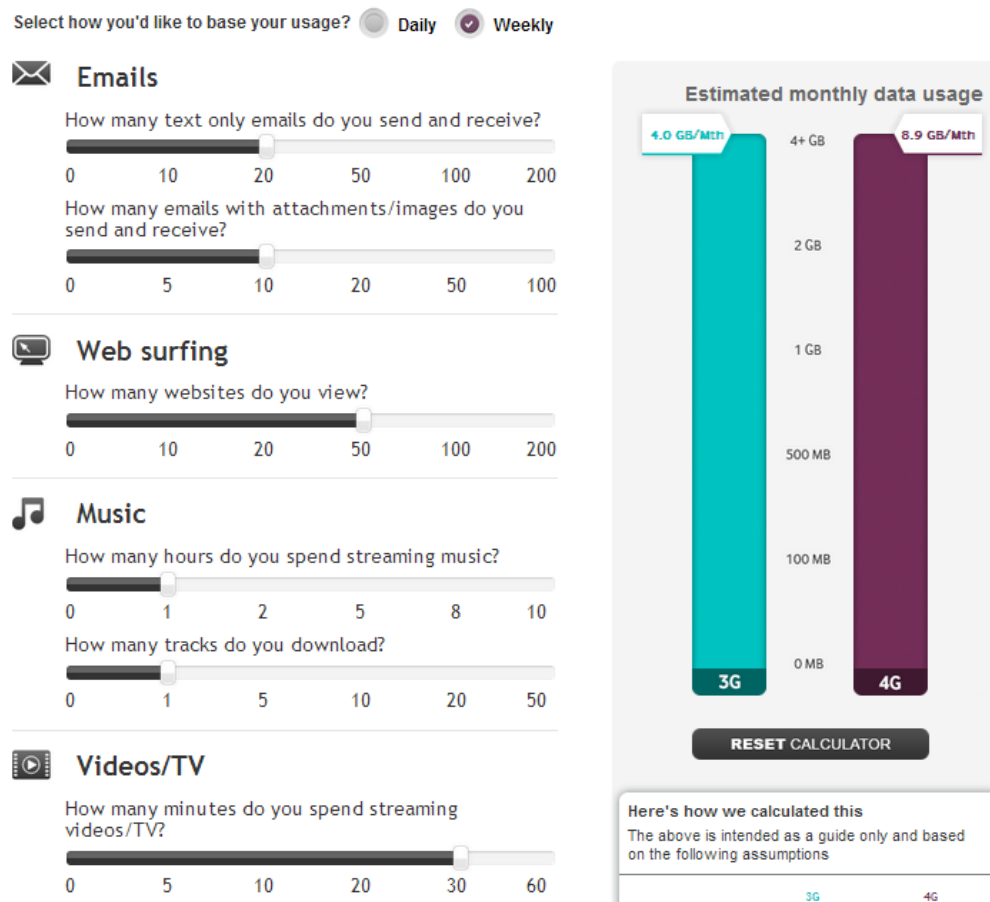 Select how you'd like to base your usage? Daily Weekly
Emails
How many text only emails do you send and receive?
0 10 20 50 100 200
How many emails with attachments/images do you
send and receive?
0 5 10 20 50 100
Web surfing
How many websites do you view?
0 10 20 50 100 200
Music
How many hours do you spend streaming music?
0 1 2 5 8 10
How many tracks do you download?
0 1 5 10 20 50
Videos/TV
How many minutes do you spend streaming
videos/TV?
0 5 10 20 30 60
Estimated monthly data usage
4.0 GB/Mth 8.9 GB/Mth
4+ GB
2 GB
1 GB
500 MB
100 MB
0 MB
3G 4G
RESET CALCULATOR
Here's how we calculated this
The above is intended as a guide only and based
on the following assumptions
3G 4G